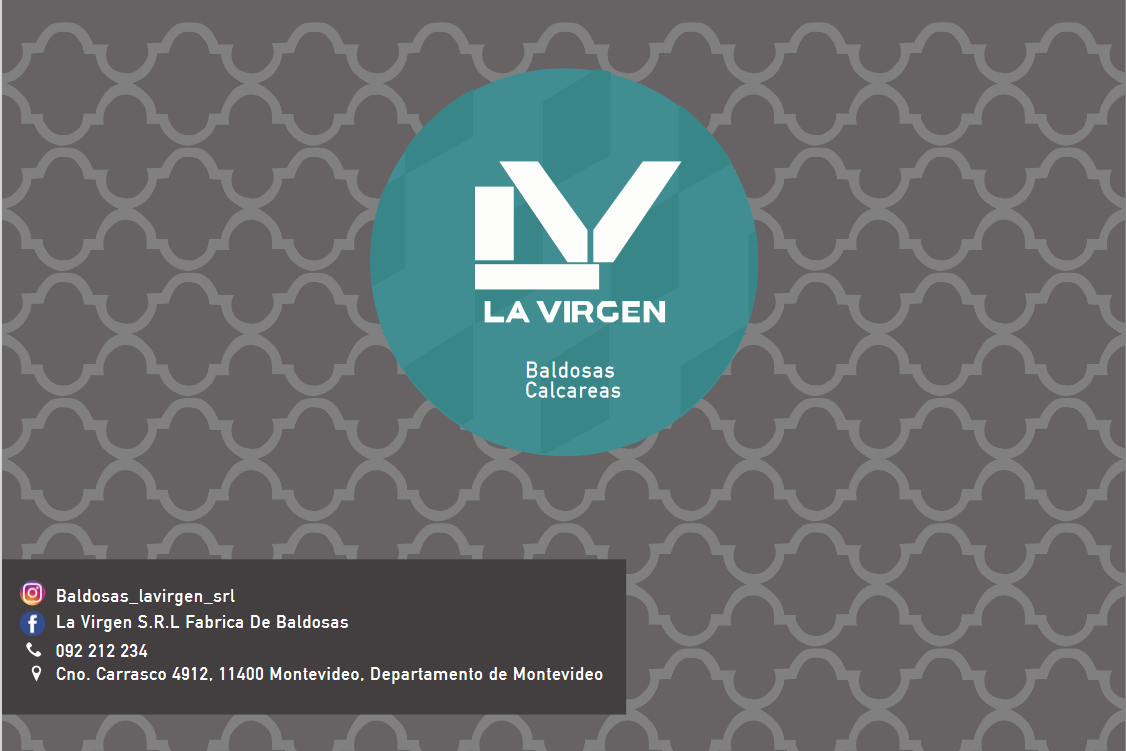 LV
LA VIRGEN
Baldosas
Calcareas
Baldosas_lavirgen_srl
La Virgen S.R.L Fabrica De Baldosas
092 212 234
Cno. Carrasco 4912, 11400 Montevideo, Departamento de Montevideo